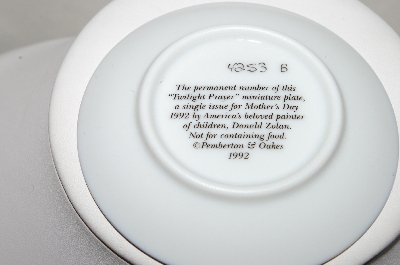 4253 B
The permanent number of this
"Twilight Prayer" miniature plate,
a single issue for Mother's Day
1992 by America's beloved painter
of children, Donald Zolan.
Not for containing food.
©Pemberton & Oakes
1992